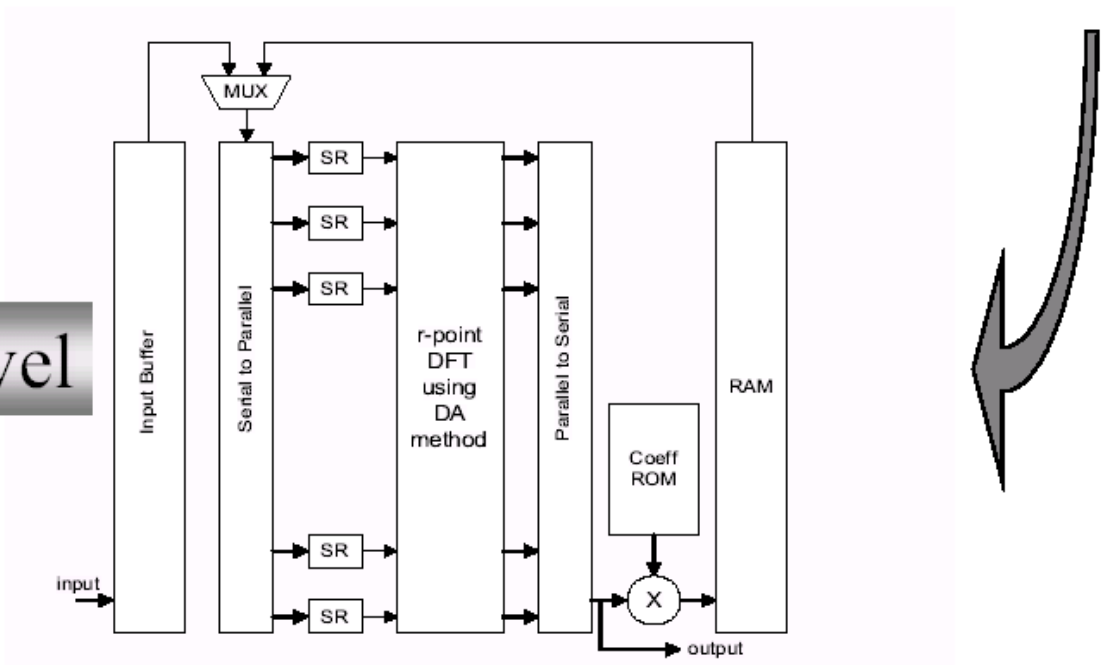 MUX
SR
SR
SR
SR
SR
Input Buffer
Serial to Parallel
r-point
DFT
using
DA
method
Parallel to Serial
Coeff
ROM
RAM
X
input
output